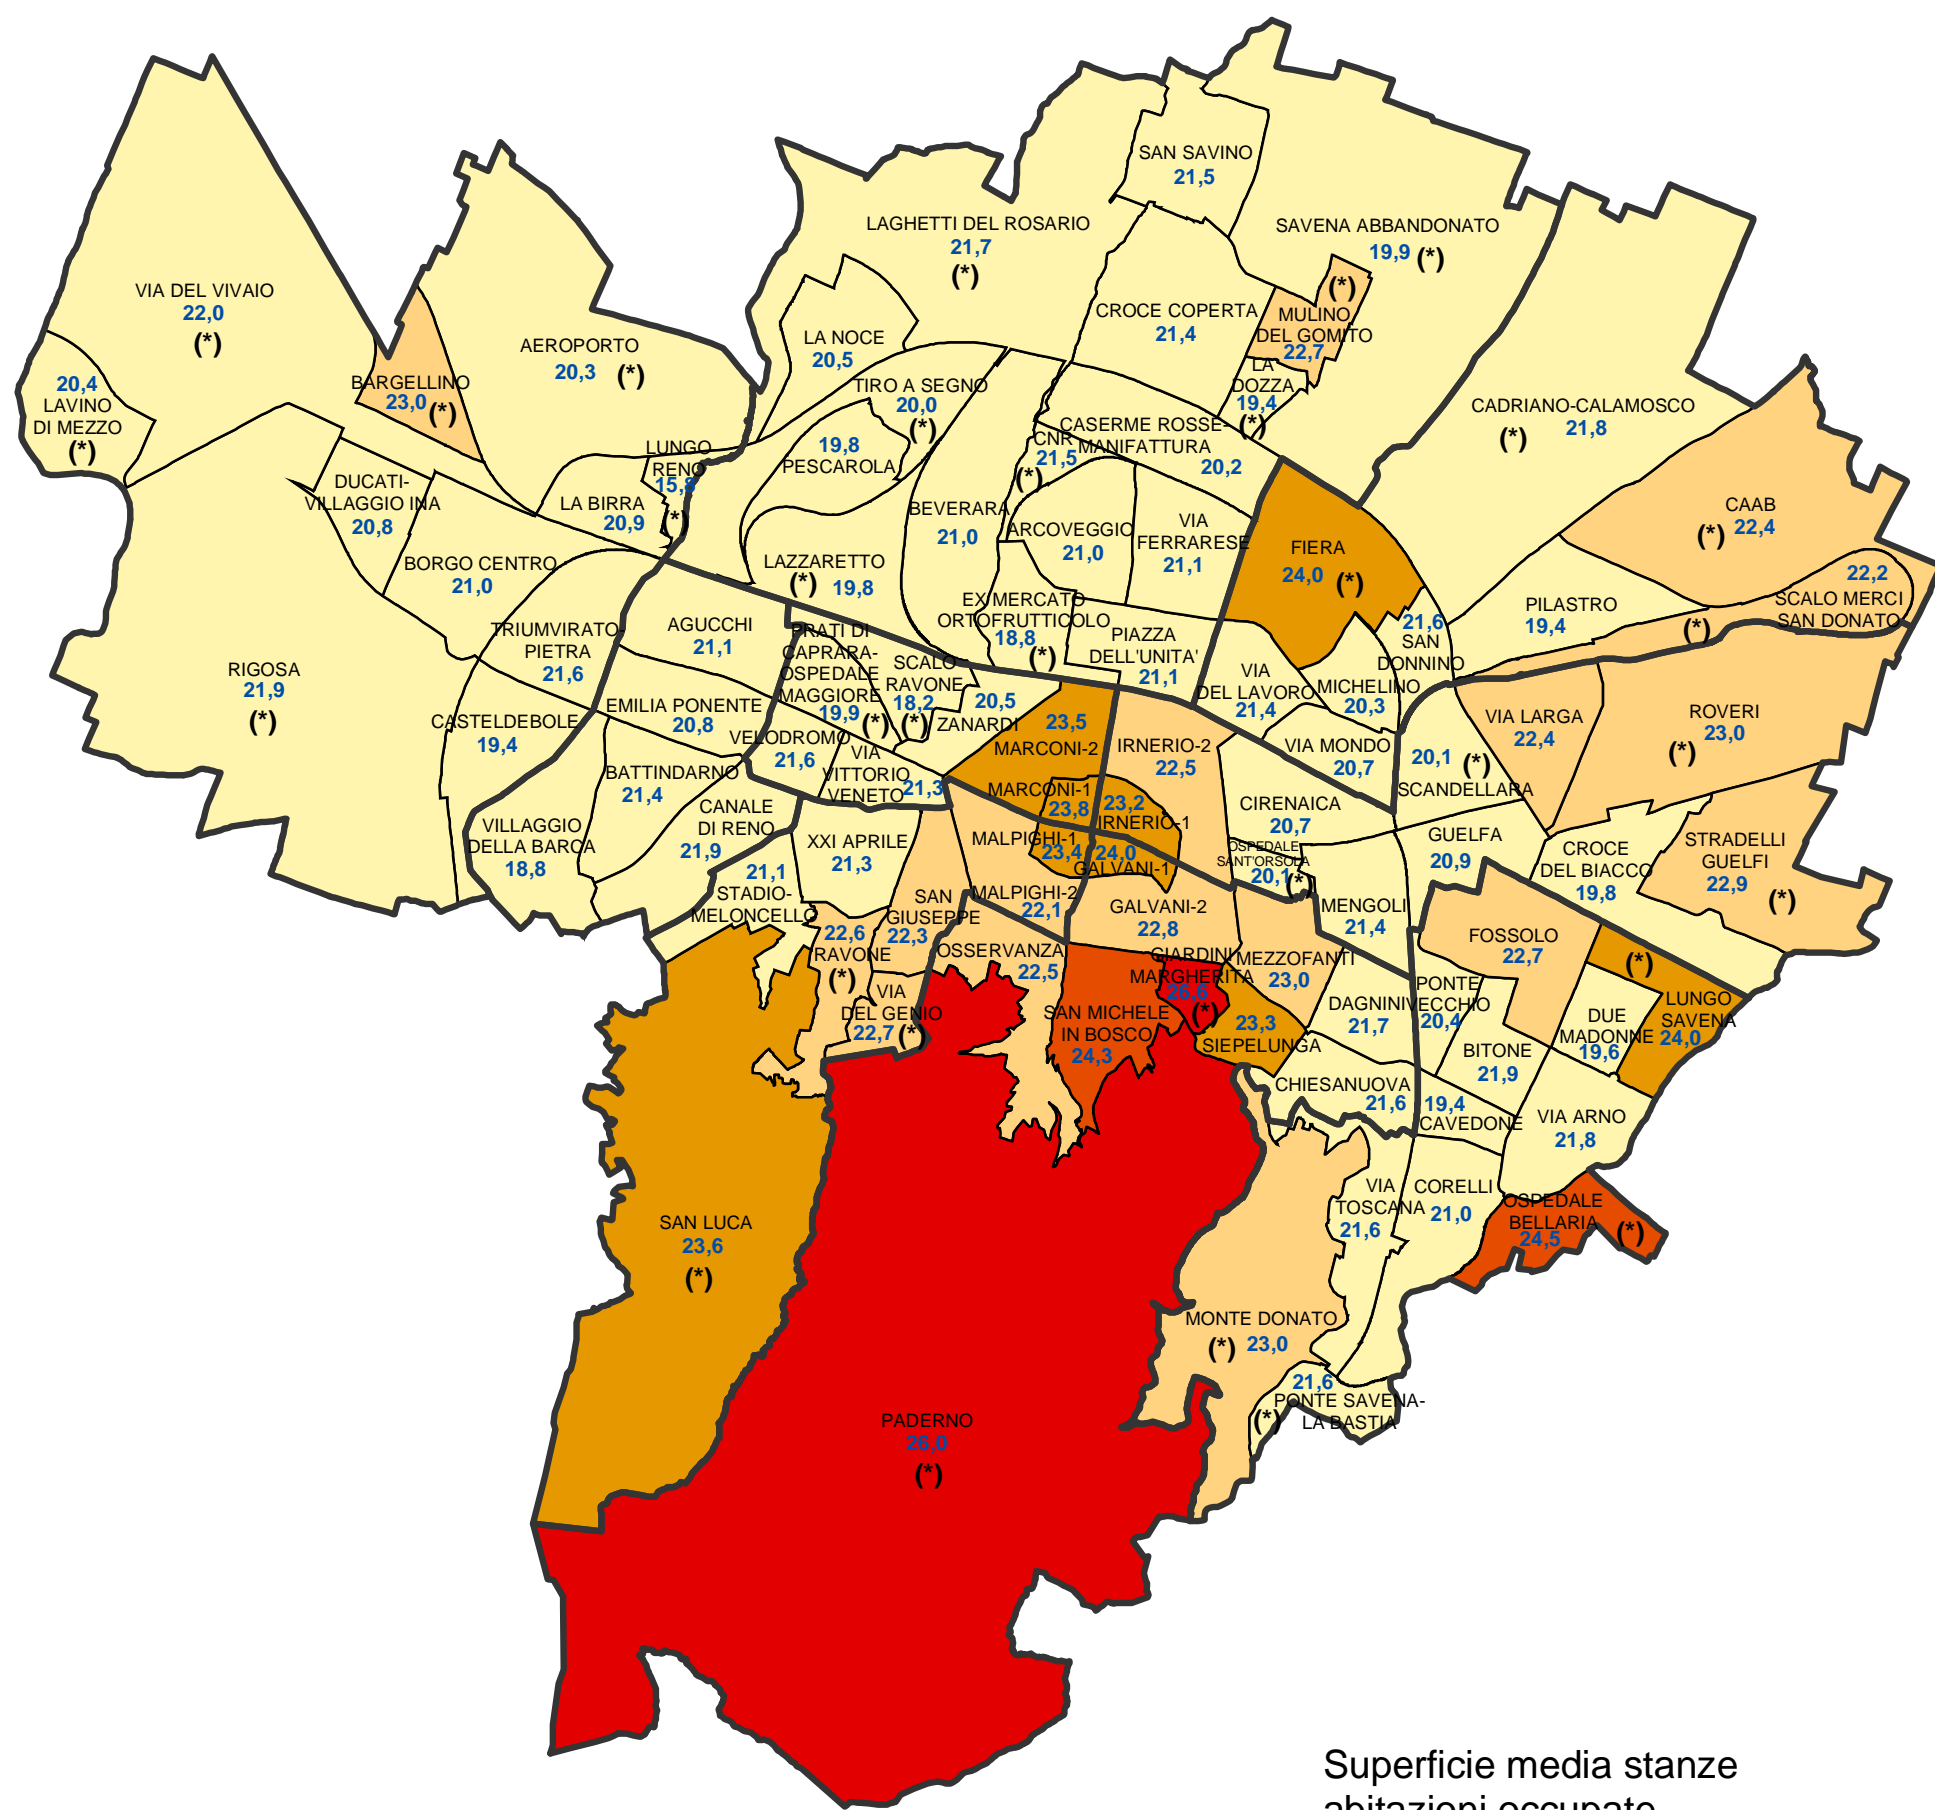 SAN SAVINO
21,5
LAGHETTI DEL ROSARIO
21,7
(*)
SAVENA ABBANDONATO
19,9 (*)
VIA DEL VIVAIO
22,0
(*)
AEROPORTO
20,3 (*)
BARGELLINO
23,0 (*)
20,4
LAVINO
DI MEZZO
(*)
LA NOCE
20,5
CROCE COPERTA
21,4
(*)
MULINO
DEL GOMITO
22,7
LA
DOZZA
19,4
(*)
TIRO A SEGNO
20,0
(*)
19,8
PESCAROLA
CASERME ROSSE-
MANIFATTURA
20,2
CNR
21,5
(*)
CADRIANO-CALAMOSCO
(*) 21,8
LUNGO
RENO
15,8
(*)
DUCATI-
VILLAGGIO INA
20,8
LA BIRRA
20,9
BEVERARA
21,0
ARCOVEGGIO
21,0
VIA
FERRARESE
21,1
CAAB
(*) 22,4
FIERA
24,0 (*)
BORGO CENTRO
21,0
LAZZARETTO
(*) 19,8
EX MERCATO
ORTOFRUTTICOLO
18,8
(*)
22,2
SCALO MERCI
SAN DONATO
(*)
PILASTRO
19,4
21,6
SAN
DONNINO
TRIUMVIRATO-
PIETRA
21,6
AGUCCHI
21,1
PRATI DI
CAPRARA-
OSPEDALE
MAGGIORE
19,9 (*)
SCALO
RAVONE
18,2
(*)
PIAZZA
DELL'UNITA'
21,1
VIA
DEL LAVORO
21,4
MICHELINO
20,3
RIGOSA
21,9
(*)
EMILIA PONENTE
20,8
20,5
ZANARDI
23,5
MARCONI-2
CASTELDEBOLE
19,4
VELODROMO
21,6
VIA
VITTORIO
VENETO
21,3
IRNERIO-2
22,5
VIA MONDO
20,7
20,1 (*)
SCANDELLARA
VIA LARGA
22,4
ROVERI
23,0
(*)
BATTINDARNO
21,4
CANALE
DI RENO
21,9
MARCONI-1
23,8
23,2
IRNERIO-1
CIRENAICA
20,7
VILLAGGIO
DELLA BARCA
18,8
XXI APRILE
21,3
MALPIGHI-1
23,4
24,0
GALVANI-1
OSPEDALE
SANT'ORSOLA
20,1 (*)
GUELFA
20,9
CROCE
DEL BIACCO
19,8
STRADELLI
GUELFI
22,9
(*)
21,1
STADIO-
MELONCELLO
SAN
GIUSEPPE
22,3
MALPIGHI-2
22,1
GALVANI-2
22,8
MENGOLI
21,4
22,6
RAVONE
(*)
OSSERVANZA
22,5
GIARDINI
MARGHERITA
26,6
(*)
MEZZOFANTI
23,0
FOSSOLO
22,7
(*)
LUNGO
SAVENA
24,0
VIA
DEL GENIO
22,7 (*)
SAN MICHELE
IN BOSCO
24,3
23,3
SIEPELUNGA
DAGNINI
21,7
PONTE
VECCHIO
20,4
DUE
MADONNE
19,6
BITONE
21,9
CHIESANUOVA
21,6
19,4
CAVEDONE
VIA ARNO
21,8
SAN LUCA
23,6
(*)
VIA
TOSCANA
21,6
CORELLI
21,0
OSPEDALE
BELLARIA
24,5
(*)
MONTE DONATO
(*) 23,0
21,6
PONTE SAVENA-
LA BASTIA
(*)
PADERNO
26,0
(*)
Superficie media stanze
abitazioni occupate